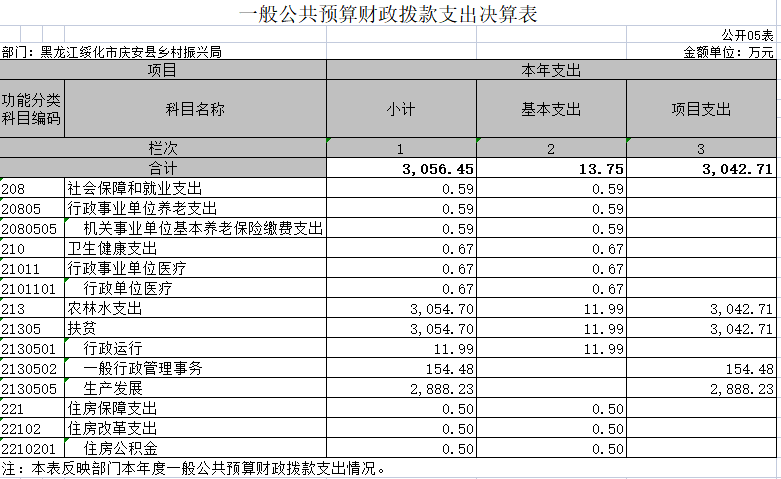 一般公共预算财政拨款支出决算表
公开05表
部门：黑龙江绥化市庆安县乡村振兴局 金额单位：万元
项目 本年支出
功能分类科目编码 科目名称 小计 基本支出 项目支出
栏次 1 2 3
合计 3,056.45 13.75 3,042.71
208 社会保障和就业支出 0.59 0.59
20805 行政事业单位养老支出 0.59 0.59
2080505 机关事业单位基本养老保险缴费支出 0.59 0.59
210 卫生健康支出 0.67 0.67
21011 行政事业单位医疗 0.67 0.67
2101101 行政单位医疗 0.67 0.67
213 农林水支出 3,054.70 11.99 3,042.71
21305 扶贫 3,054.70 11.99 3,042.71
2130501 行政运行 11.99 11.99
2130502 一般行政管理事务 154.48 154.48
2130505 生产发展 2,888.23 2,888.23
221 住房保障支出 0.50 0.50
22102 住房改革支出 0.50 0.50
2210201 住房公积金 0.50 0.50
注：本表反映部门本年度一般公共预算财政拨款支出情况。